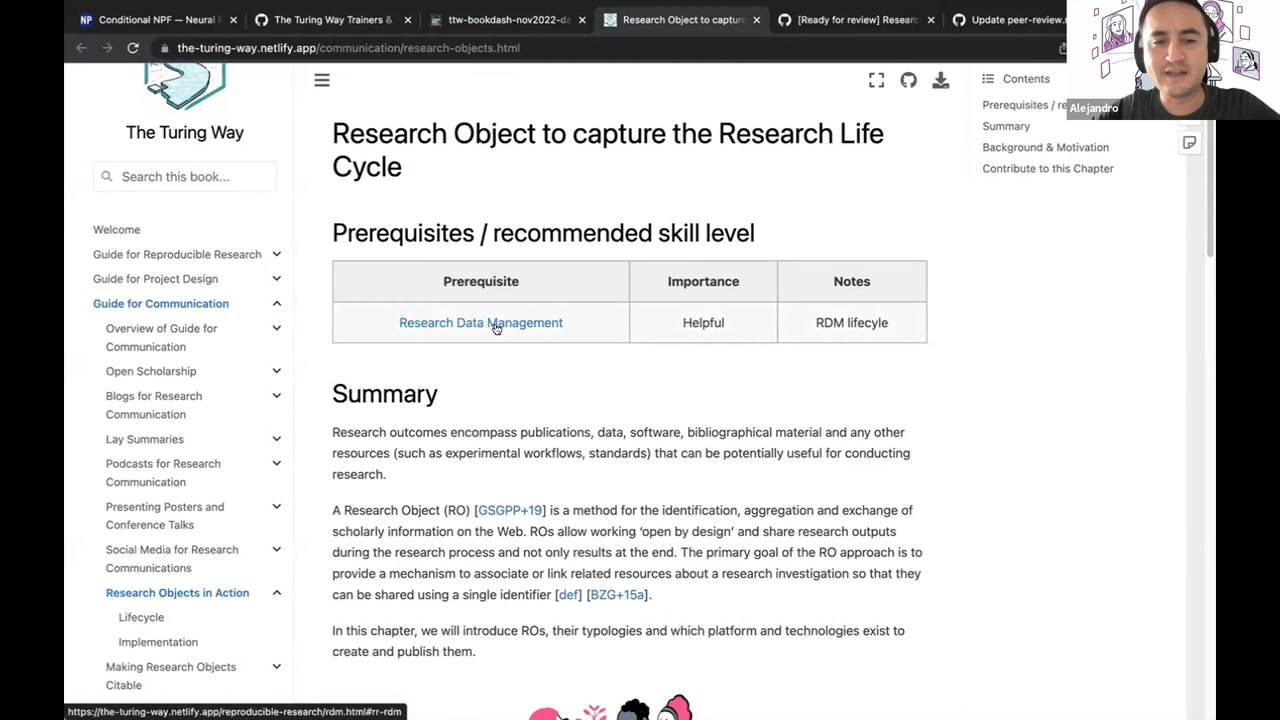 Conditional NPF — Neural P
The Turing Way Trainers &
ttw-bookdash-nov2022-da
Research Object to capture
[Ready for review] Researc
Update peer-review.m
the-turing-way.netlify.app/communication/research-objects.html
Alejandro
The Turing Way
Search this book...
Welcome
Guide for Reproducible Research
Guide for Project Design
Guide for Communication
Overview of Guide for
Communication
Open Scholarship
Blogs for Research
Communication
Lay Summaries
Podcasts for Research
Communication
Presenting Posters and
Conference Talks
Social Media for Research
Communications
Research Objects in Action
Lifecycle
Implementation
Making Research Objects
Citable
https://the-turing-way.netlify.app/reproducible-research/rdm.html#rr-rdm
Research Object to capture the Research Life
Cycle
Prerequisites / recommended skill level
Prerequisite Importance Notes
Research Data Management Helpful RDM lifecyle
Summary
Research outcomes encompass publications, data, software, bibliographical material and any other
resources (such as experimental workflows, standards) that can be potentially useful for conducting
research.
A Research Object (RO) [GSGPP+19] is a method for the identification, aggregation and exchange of
scholarly information on the Web. ROs allow working ‘open by design’ and share research outputs
during the research process and not only results at the end. The primary goal of the RO approach is to
provide a mechanism to associate or link related resources about a research investigation so that they
can be shared using a single identifier [def] [BZG+15a].
In this chapter, we will introduce ROs, their typologies and which platform and technologies exist to
create and publish them.
Contents
Prerequisites / re
Summary
Background & Motivation
Contribute to this Chapter